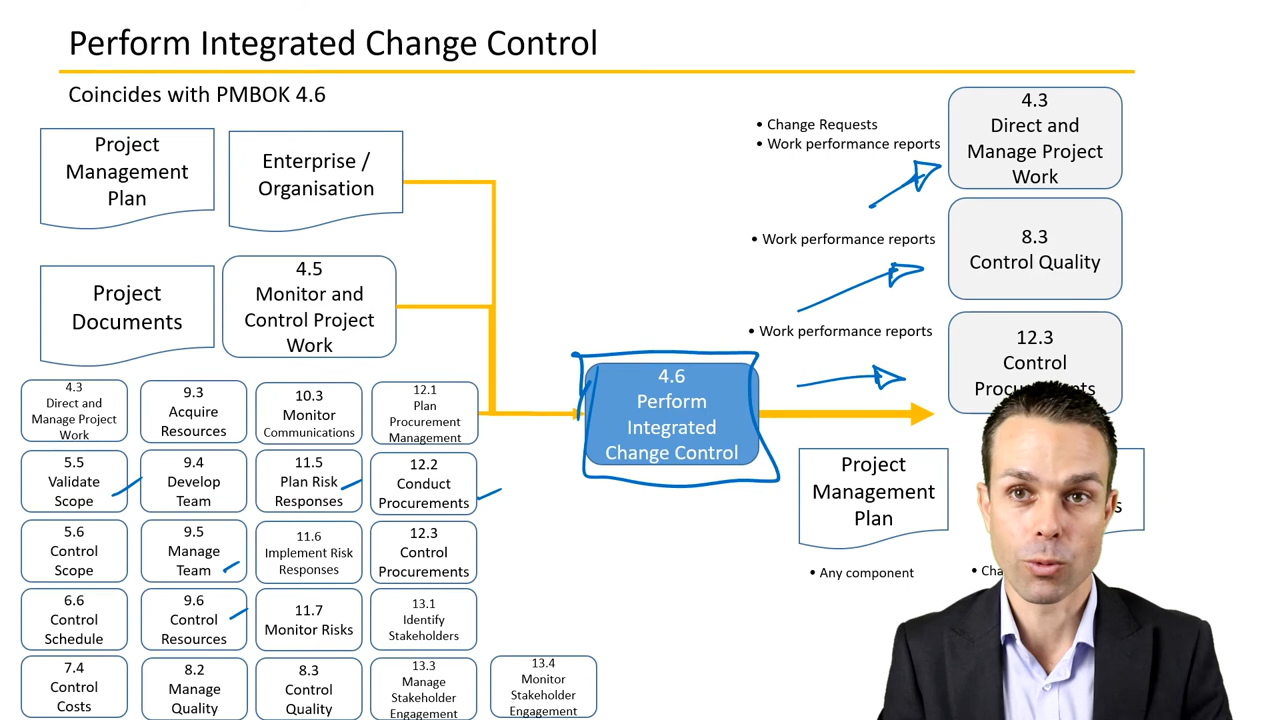 Perform Integrated Change Control
Coincides with PMBOK 4.6
Project
Management
Plan
Enterprise /
Organisation
Project
Documents
4.5
Monitor and
Control Project
Work
4.3
Direct and
Manage Project
Work
9.3
Acquire
Resources
10.3
Monitor
Communications
12.1
Plan
Procurement
Management
5.5
Validate
Scope
9.4
Develop
Team
11.5
Plan Risk
Responses
12.2
Conduct
Procurements
5.6
Control
Scope
9.5
Manage
Team
11.6
Implement Risk
Responses
12.3
Control
Procurements
6.6
Control
Schedule
9.6
Control
Resources
11.7
Monitor Risks
13.1
Identify
Stakeholders
7.4
Control
Costs
8.2
Manage
Quality
8.3
Control
Quality
13.3
Manage
Stakeholder
Engagement
13.4
Monitor
Stakeholder
Engagement
4.6
Perform
Integrated
Change Control
• Change Requests
• Work performance reports
4.3
Direct and
Manage Project
Work
• Work performance reports
8.3
Control Quality
• Work performance reports
12.3
Control
Project
Management
Plan
• Any component